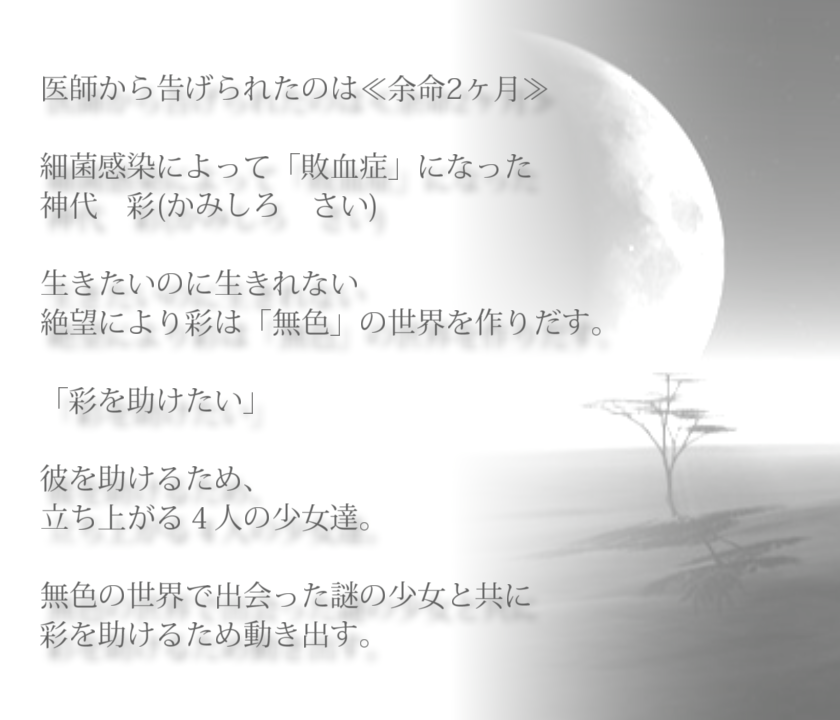 医師から告げられたのは≪余命2ヶ月≫
細菌感染によって「敗血症」になった
神代　彩(かみしろ　さい)
生きたいのに生きれない
絶望により彩は「無色」の世界を作りだす。
「彩を助けたい」
彼を助けるため、
立ち上がる４人の少女達。
無色の世界で出会った謎の少女と共に
彩を助けるため動き出す。